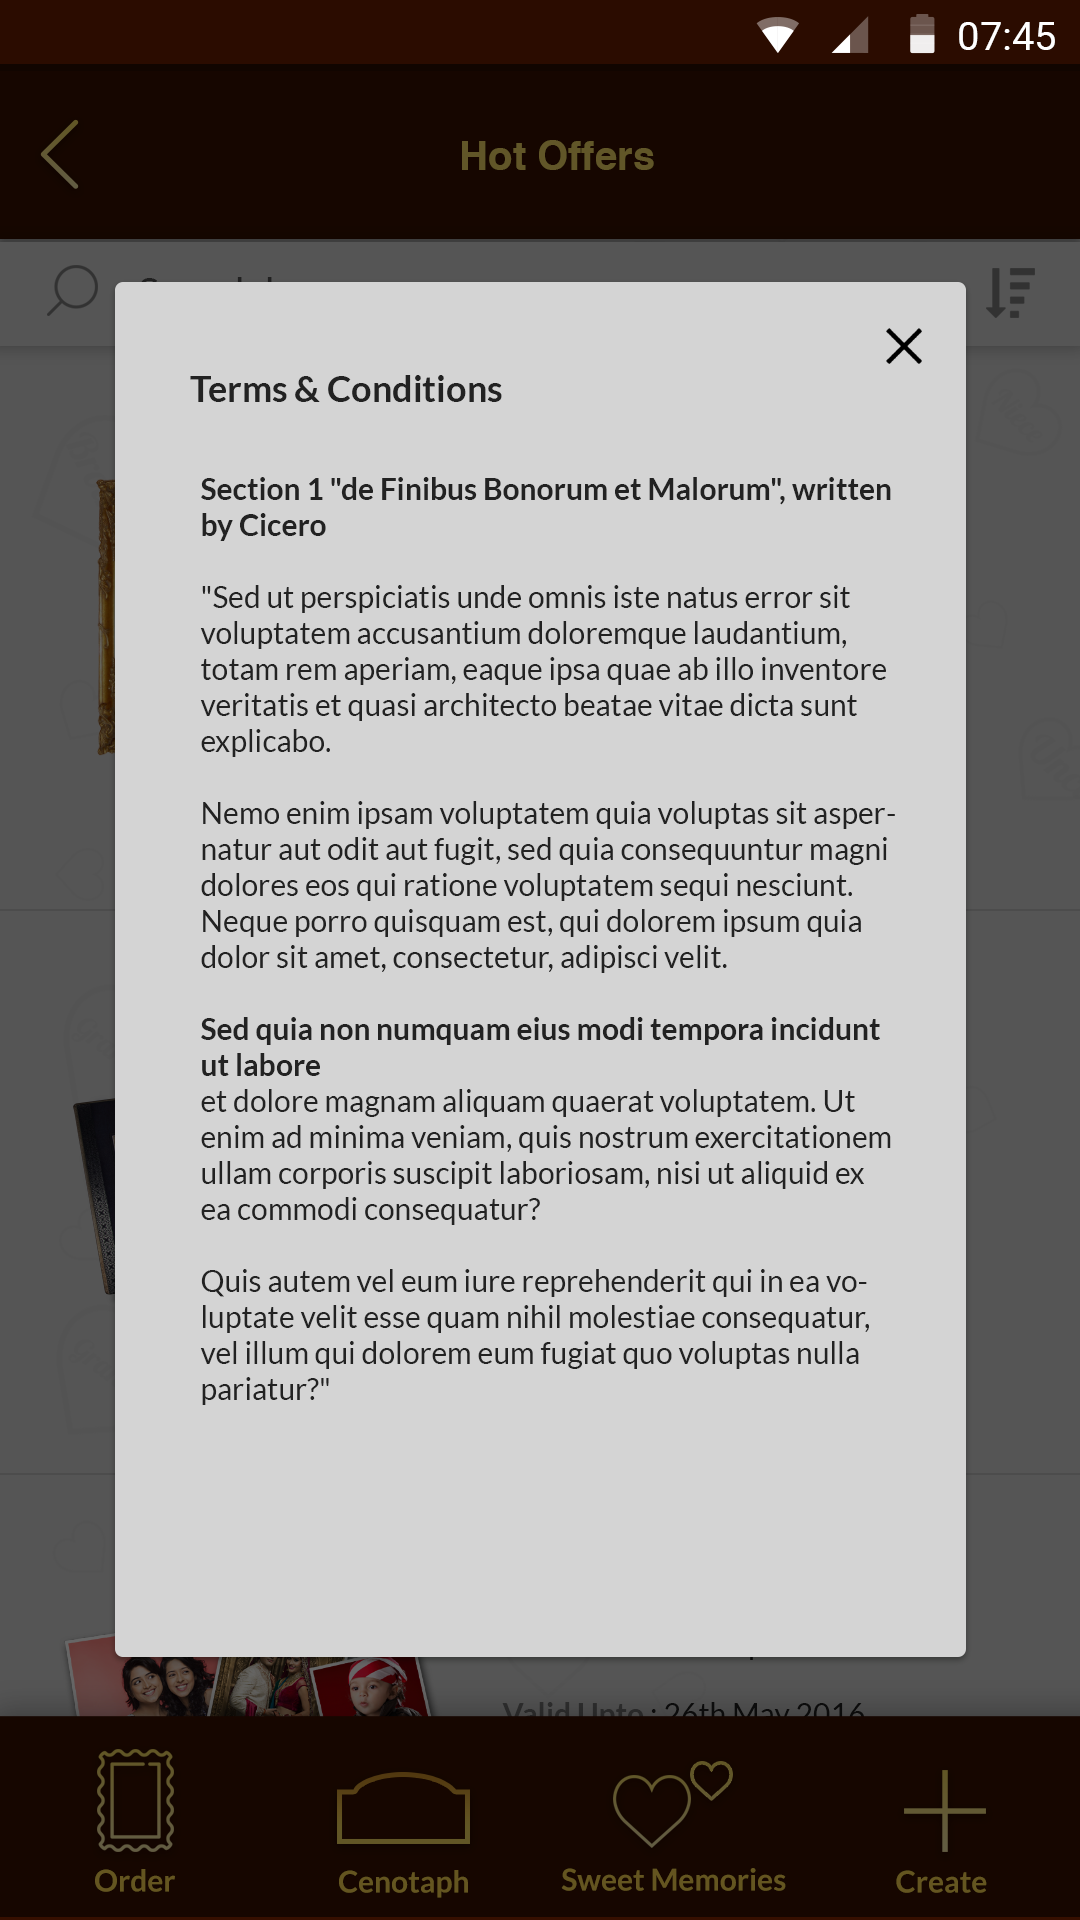 07:45
Hot Offers
Terms & Conditions
Section 1 "de Finibus Bonorum et Malorum", written
by Cicero
"Sed ut perspiciatis unde omnis iste natus error sit
voluptatem accusantium doloremque laudantium,
totam rem aperiam, eaque ipsa quae ab illo inventore
veritatis et quasi architecto beatae vitae dicta sunt
explicabo.
Nemo enim ipsam voluptatem quia voluptas sit asper-
natur aut odit aut fugit, sed quia consequuntur magni
dolores eos qui ratione voluptatem sequi nesciunt.
Neque porro quisquam est, qui dolorem ipsum quia
dolor sit amet, consectetur, adipisci velit.
Sed quia non numquam eius modi tempora incidunt
ut labore
et dolore magnam aliquam quaerat voluptatem. Ut
enim ad minima veniam, quis nostrum exercitationem
ullam corporis suscipit laboriosam, nisi ut aliquid ex
ea commodi consequatur?
Quis autem vel eum iure reprehenderit qui in ea vo-
luptate velit esse quam nihil molestiae consequatur,
vel illum qui dolorem eum fugiat quo voluptas nulla
pariatur?"
Valid Upto : 26th May 2016
Order
Cenotaph
Sweet Memories
Create